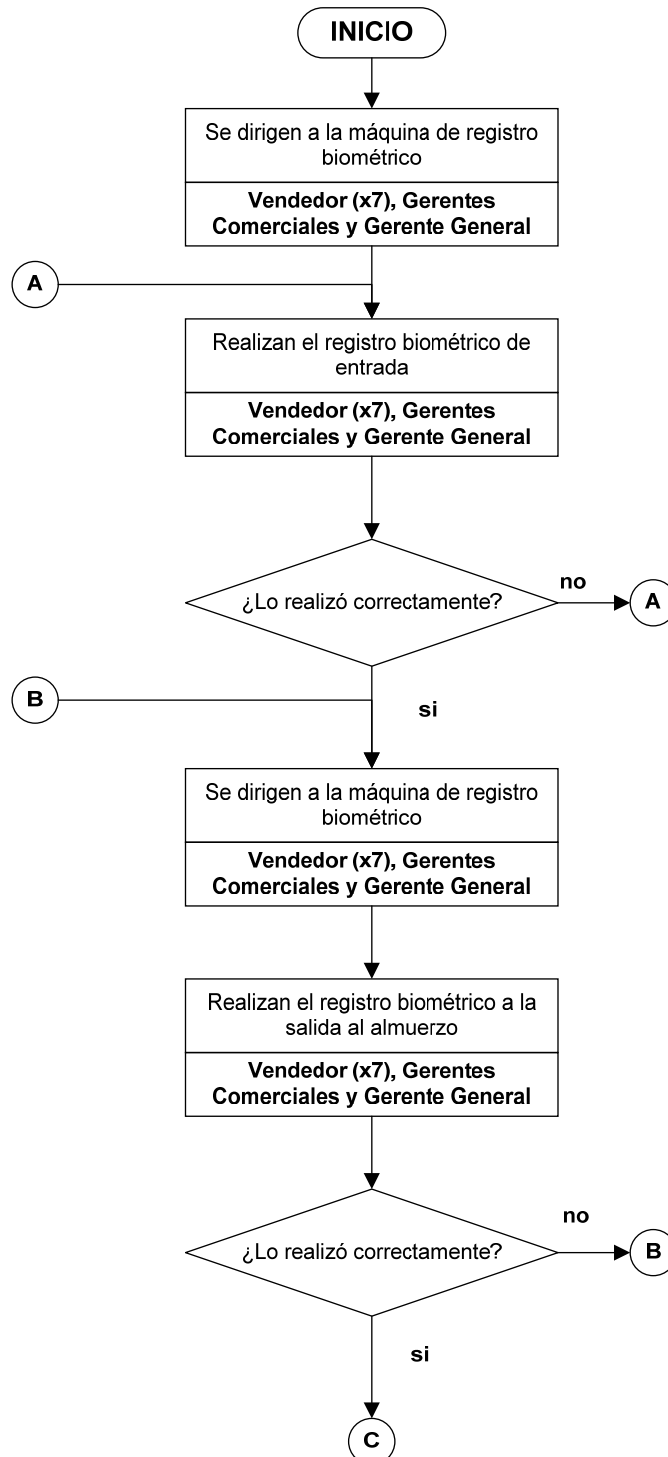 INICIO
Se dirigen a la máquina de registro
biométrico
Vendedor (x7), Gerentes
Comerciales y Gerente General
A
Realizan el registro biométrico de
entrada
Vendedor (x7), Gerentes
Comerciales y Gerente General
¿Lo realizó correctamente?
no
A
B
si
Se dirigen a la máquina de registro
biométrico
Vendedor (x7), Gerentes
Comerciales y Gerente General
Realizan el registro biométrico a la
salida al almuerzo
Vendedor (x7), Gerentes
Comerciales y Gerente General
¿Lo realizó correctamente?
no
B
si
C